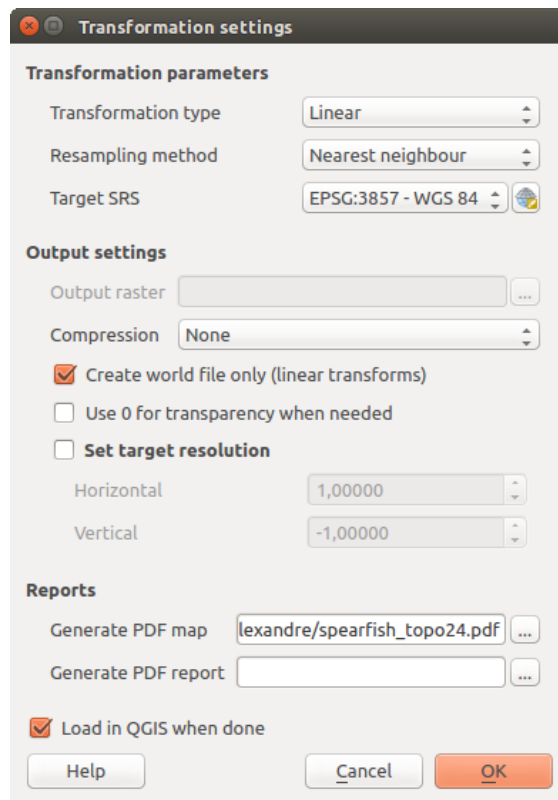 Transformation settings
Transformation parameters
Transformation type Linear
Resampling method Nearest neighbour
Target SRS EPSG:3857 - WGS 84
Output settings
Output raster ...
Compression None
Create world file only (linear transforms)
Use 0 for transparency when needed
Set target resolution
Horizontal 1,00000
Vertical -1,00000
Reports
Generate PDF map lexandre/spearfish_topo24.pdf ...
Generate PDF report ...
Load in QGIS when done
Help Cancel OK